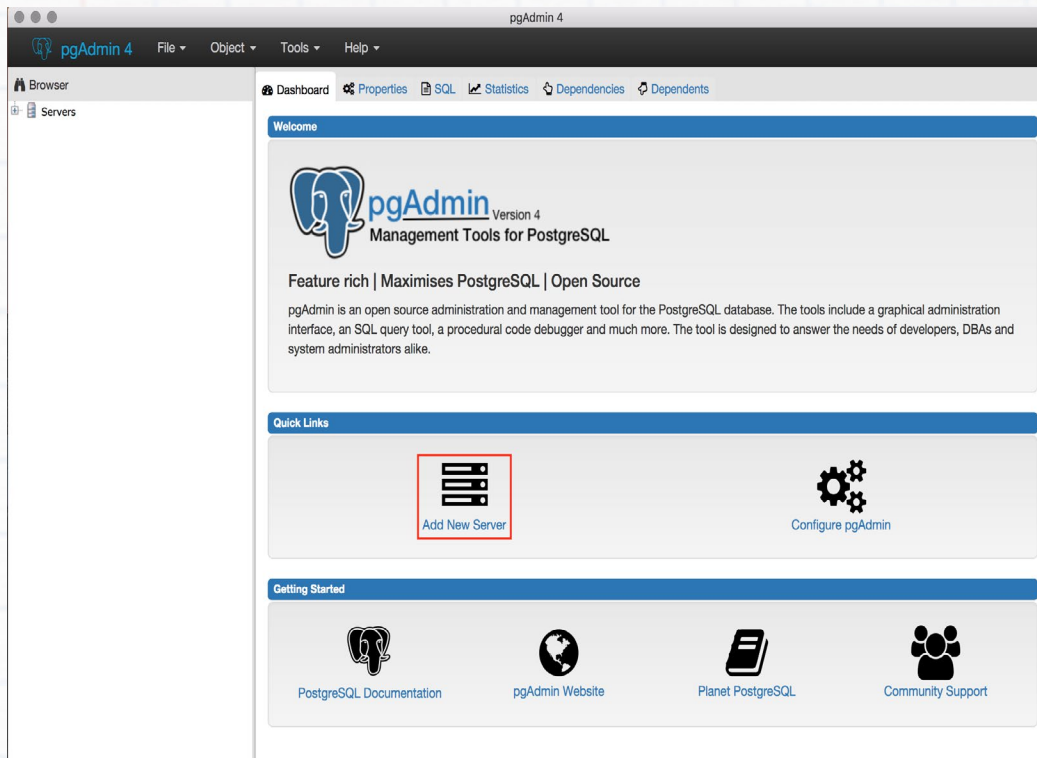 pgAdmin 4
pgAdmin 4 File Object Tools Help
Browser
Servers
Dashboard Properties SQL Statistics Dependencies Dependents
Welcome
pgAdmin Version 4
Management Tools for PostgreSQL
Feature rich | Maximises PostgreSQL | Open Source
pgAdmin is an open source administration and management tool for the PostgreSQL database. The tools include a graphical administration
interface, an SQL query tool, a procedural code debugger and much more. The tool is designed to answer the needs of developers, DBAs and
system administrators alike.
Quick Links
Add New Server
Configure pgAdmin
Getting Started
PostgreSQL Documentation
pgAdmin Website
Planet PostgreSQL
Community Support